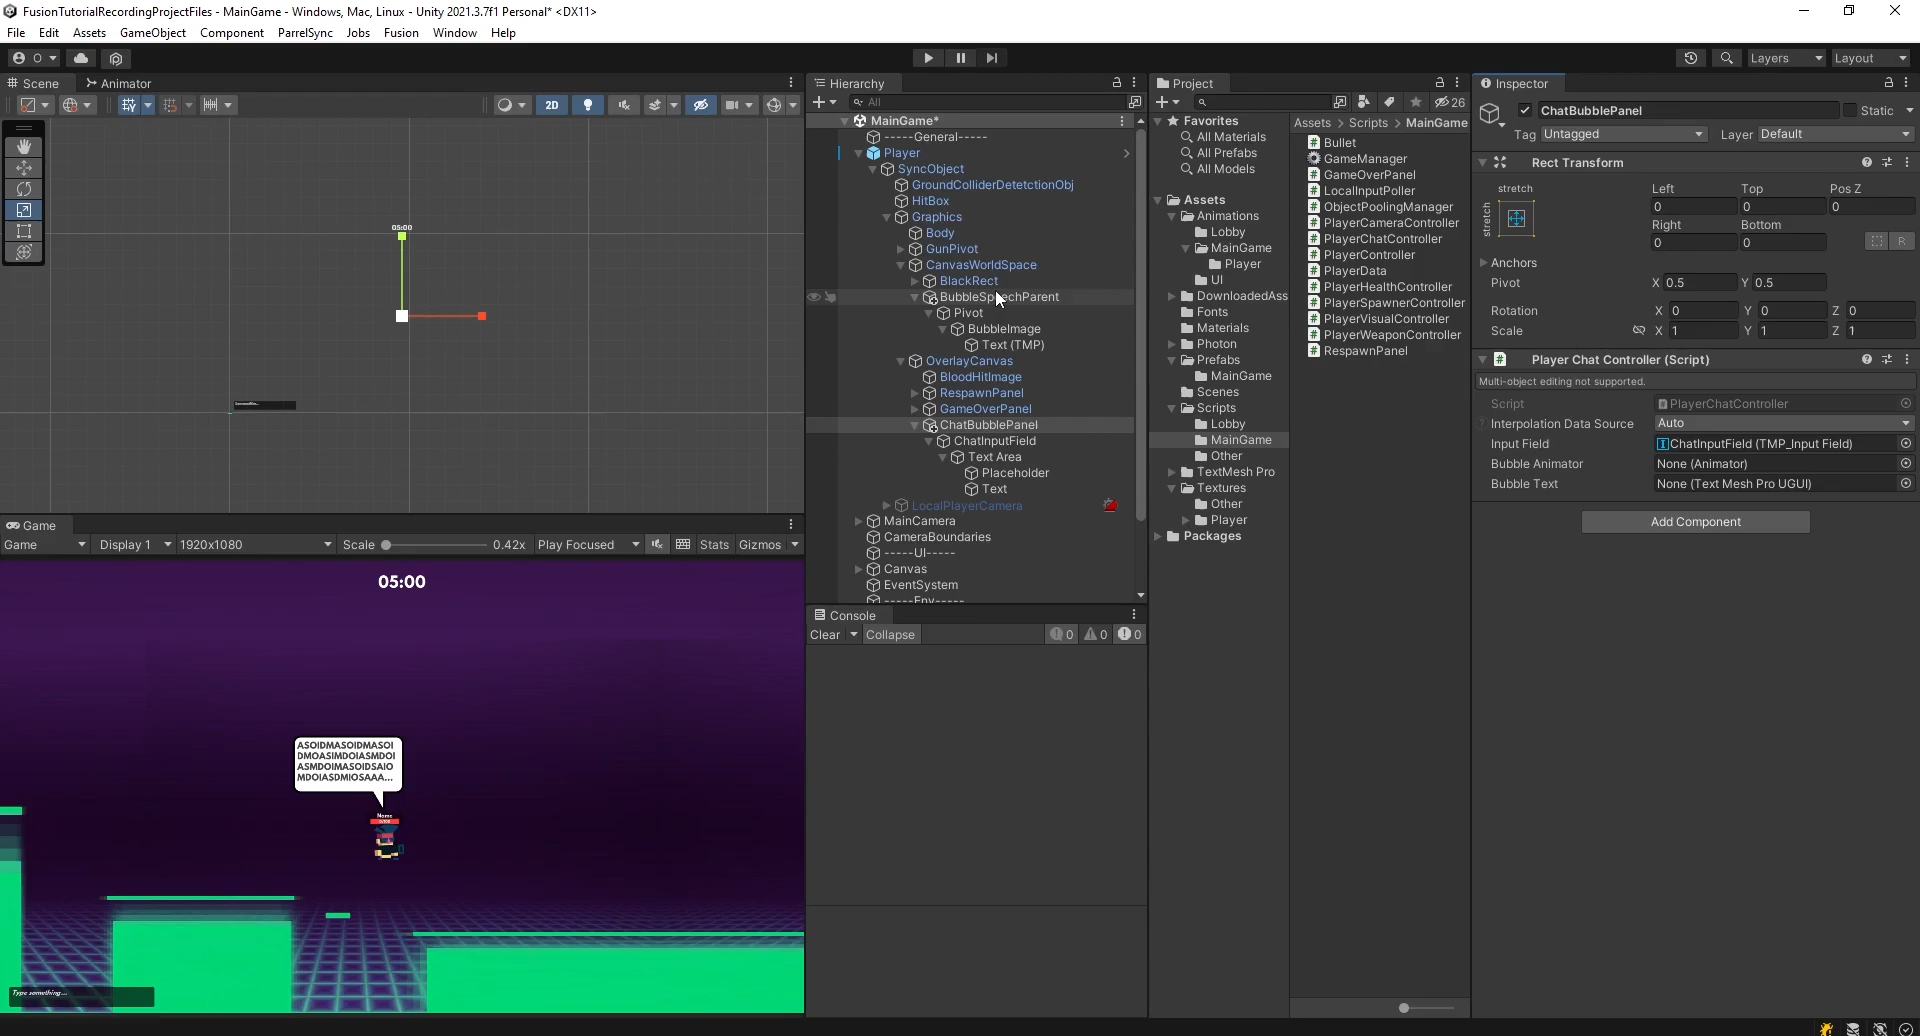 FusionTutorialRecordingProjectFiles - MainGame - Windows, Mac, Linux - Unity 2021.3.7f1 Personal* <DX11>
File Edit Assets GameObject Component ParrelSync Jobs Fusion Window Help
O
Layers
Layout
Scene
Animator
2D
05:00
Game
Game
Display 1
1920x1080
Scale
0.42x
Play Focused
Stats
Gizmos
05:00
ASOIDMASOIDMASOI
DMOASIMDOIASMDOI
ASMDOIMASOIDSAIO
MDOIASDMIOSAAA...
Name
Type something...
Hierarchy
All
MainGame*
-----General-----
Player
SyncObject
GroundColliderDetetctionObj
HitBox
Graphics
Body
GunPivot
CanvasWorldSpace
BlackRect
BubbleSpeechParent
Pivot
BubbleImage
Text (TMP)
OverlayCanvas
BloodHitImage
RespawnPanel
GameOverPanel
ChatBubblePanel
ChatInputField
Text Area
Placeholder
Text
LocalPlayerCamera
MainCamera
CameraBoundaries
-----UI-----
Canvas
EventSystem
-----Env-----
Console
Clear
Collapse
0
0
0
Project
26
Favorites
All Materials
All Prefabs
All Models
Assets
Animations
Lobby
MainGame
Player
UI
DownloadedAss
Fonts
Materials
Photon
Prefabs
MainGame
Scenes
Scripts
Lobby
MainGame
Other
TextMesh Pro
Textures
Other
Player
Packages
Assets > Scripts > MainGame
Bullet
GameManager
GameOverPanel
LocalInputPoller
ObjectPoolingManager
PlayerCameraController
PlayerChatController
PlayerController
PlayerData
PlayerHealthController
PlayerSpawnerController
PlayerVisualController
PlayerWeaponController
RespawnPanel
Inspector
ChatBubblePanel
Static
Tag Untagged
Layer Default
Rect Transform
stretch
stretch
Left Top Pos Z
0 0 0
Right Bottom
0 0
R
Anchors
Pivot X 0.5 Y 0.5
Rotation X 0 Y 0 Z 0
Scale X 1 Y 1 Z 1
Player Chat Controller (Script)
Multi-object editing not supported.
Script PlayerChatController
Interpolation Data Source Auto
Input Field ChatInputField (TMP_Input Field)
Bubble Animator None (Animator)
Bubble Text None (Text Mesh Pro UGUI)
Add Component